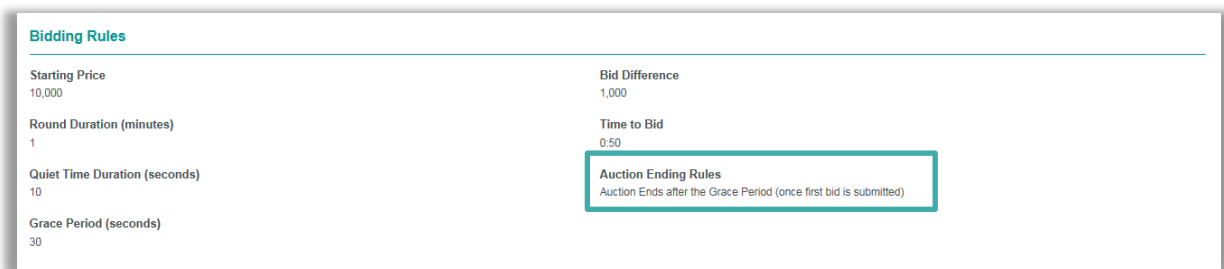 Bidding Rules
Starting Price
10,000
Bid Difference
1,000
Round Duration (minutes)
1
Time to Bid
0:50
Quiet Time Duration (seconds)
10
Auction Ending Rules
Auction Ends after the Grace Period (once first bid is submitted)
Grace Period (seconds)
30